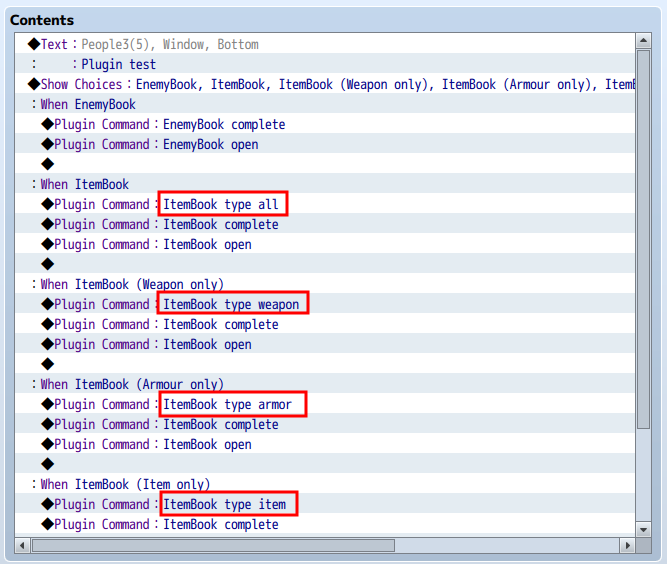 Contents
◆Text : People3(5), Window, Bottom
: : Plugin test
◆Show Choices : EnemyBook, ItemBook, ItemBook (Weapon only), ItemBook (Armour only), ItemB
: When EnemyBook
◆Plugin Command : EnemyBook complete
◆Plugin Command : EnemyBook open
◆
: When ItemBook
◆Plugin Command : ItemBook type all
◆Plugin Command : ItemBook complete
◆Plugin Command : ItemBook open
◆
: When ItemBook (Weapon only)
◆Plugin Command : ItemBook type weapon
◆Plugin Command : ItemBook complete
◆Plugin Command : ItemBook open
◆
: When ItemBook (Armour only)
◆Plugin Command : ItemBook type armor
◆Plugin Command : ItemBook complete
◆Plugin Command : ItemBook open
◆
: When ItemBook (Item only)
◆Plugin Command : ItemBook type item
◆Plugin Command : ItemBook complete